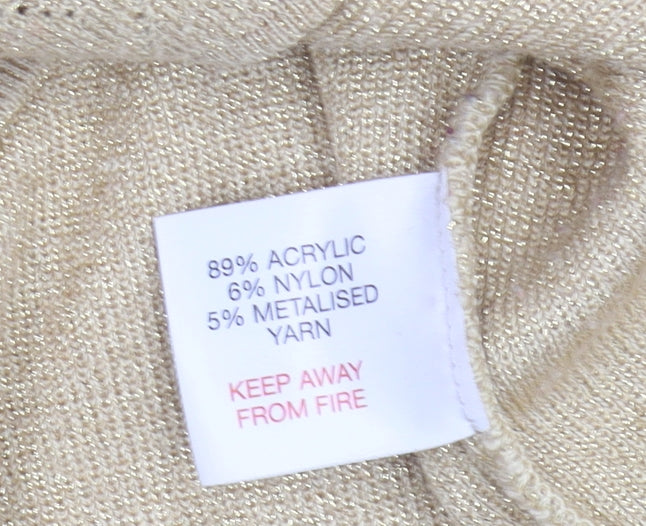 89% ACRYLIC
6% NYLON
5% METALISED
YARN
KEEP AWAY
FROM FIRE